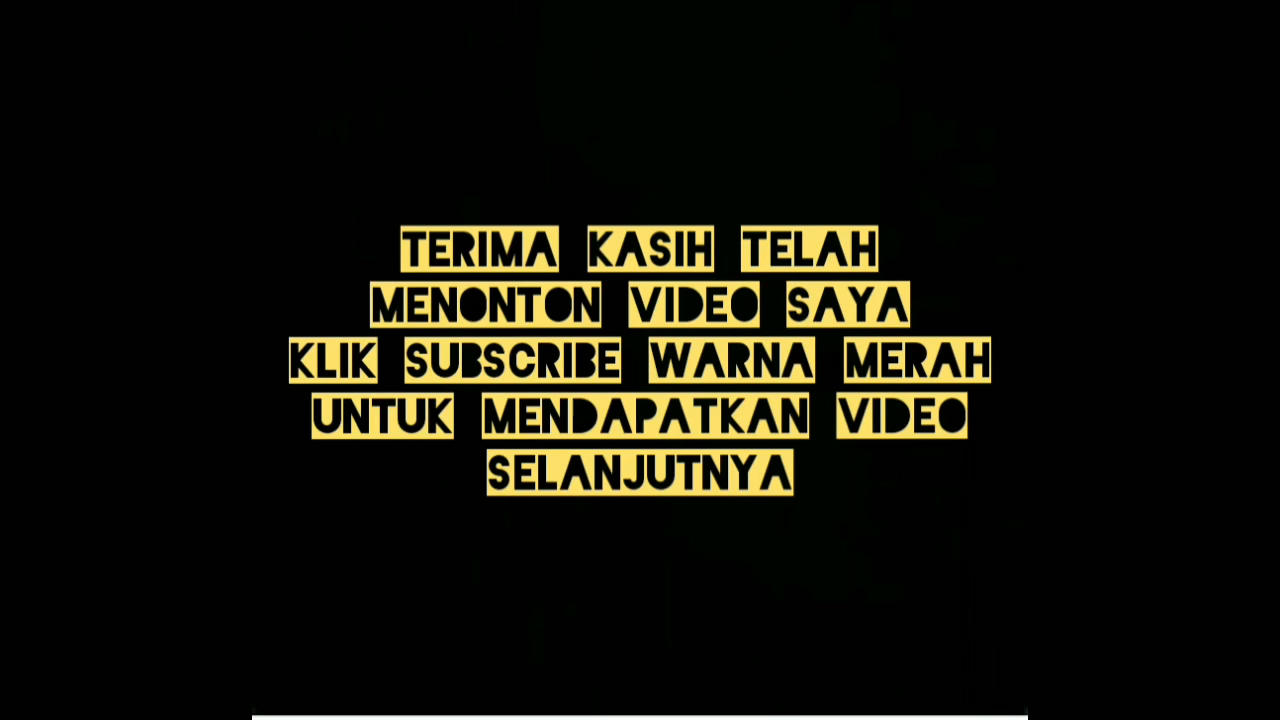 TERIMA KASIH TELAH
MENONTON VIDEO SAYA
KLIK SUBSCRIBE WARNA MERAH
UNTUK MENDAPATKAN VIDEO
SELANJUTNYA